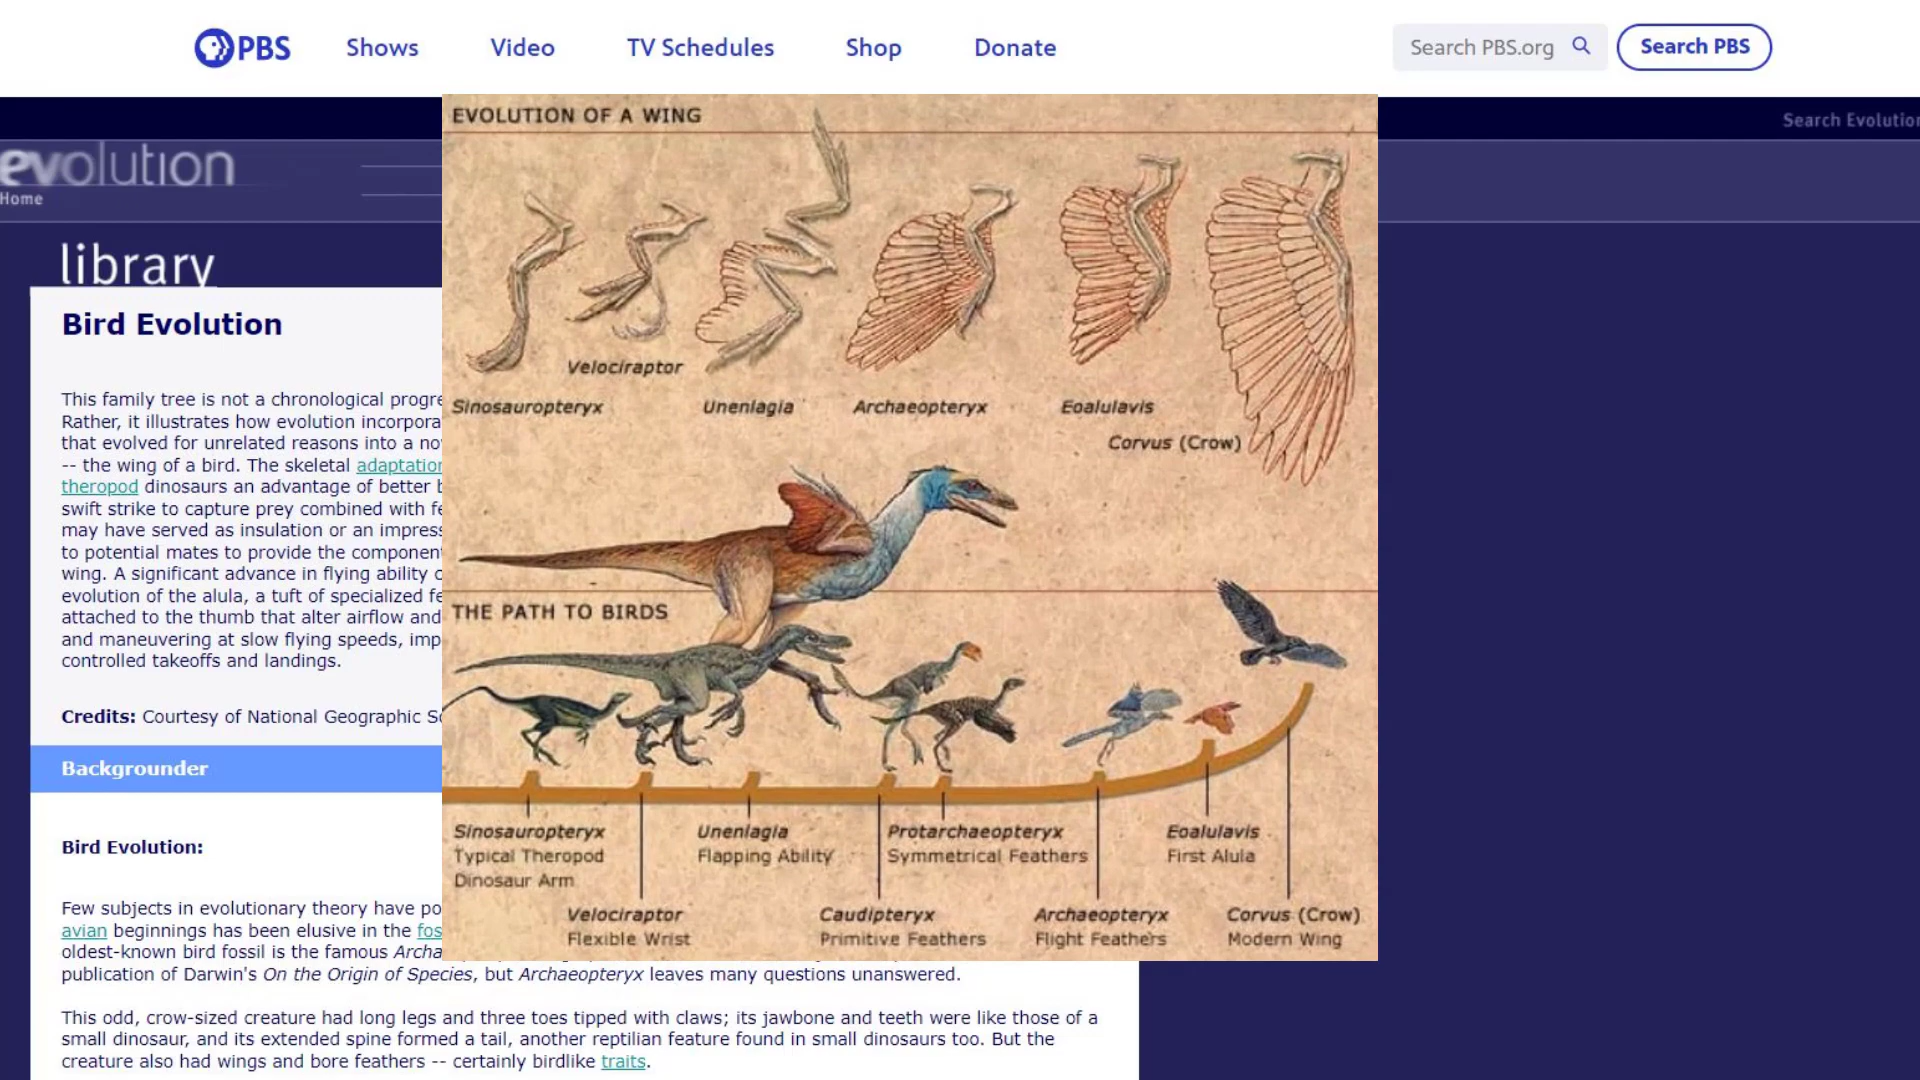 PBS Shows Video TV Schedules Shop Donate Search PBS.org Search PBS
Search Evolution
evolution
Home
library
Bird Evolution
This family tree is not a chronological
Rather, it illustrates how evolution
that evolved for unrelated reasons into a
-- the wing of a bird. The skeletal
theropod dinosaurs an advantage of better
swift strike to capture prey combined with
may have served as insulation or an
to potential mates to provide the
wing. A significant advance in flying ability
evolution of the alula, a tuft of specialized
attached to the thumb that alter airflow and
and maneuvering at slow flying speeds,
controlled takeoffs and landings.
Credits: Courtesy of National Geographic
Backgrounder
Bird Evolution:
Few subjects in evolutionary theory have
avian beginnings has been elusive in the
oldest-known bird fossil is the famous
publication of Darwin's On the Origin of Species, but Archaeopteryx leaves many questions unanswered.
This odd, crow-sized creature had long legs and three toes tipped with claws; its jawbone and teeth were like those of a
small dinosaur, and its extended spine formed a tail, another reptilian feature found in small dinosaurs too. But the
creature also had wings and bore feathers -- certainly birdlike traits.
EVOLUTION OF A WING
Velociraptor
Sinosauropteryx Unenlagia Archaeopteryx Eoalulavis
Corvus (Crow)
THE PATH TO BIRDS
Sinosauropteryx
Typical Theropod
Dinosaur Arm
Velociraptor
Flexible Wrist
Unenlagia
Flapping Ability
Caudipteryx
Primitive Feathers
Protarchaeopteryx
Symmetrical Feathers
Archaeopteryx
Flight Feathers
Eoalulavis
First Alula
Corvus (Crow)
Modern Wing